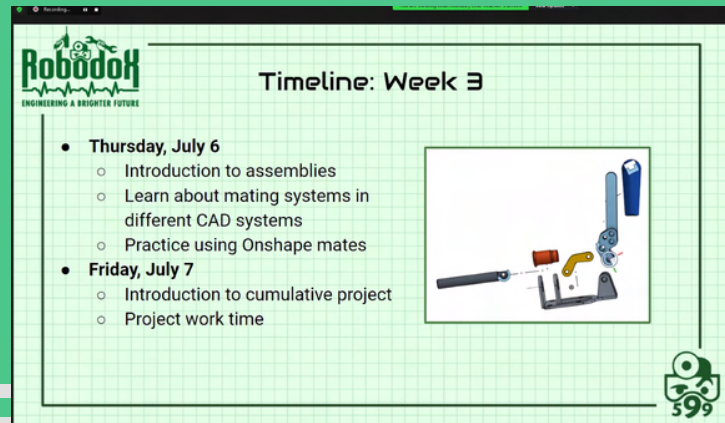 Recording...
RoboDox
ENGINEERING A BRIGHTER FUTURE
Timeline: Week 3
Thursday, July 6
Introduction to assemblies
Learn about mating systems in
different CAD systems
Practice using Onshape mates
Friday, July 7
Introduction to cumulative project
Project work time
599